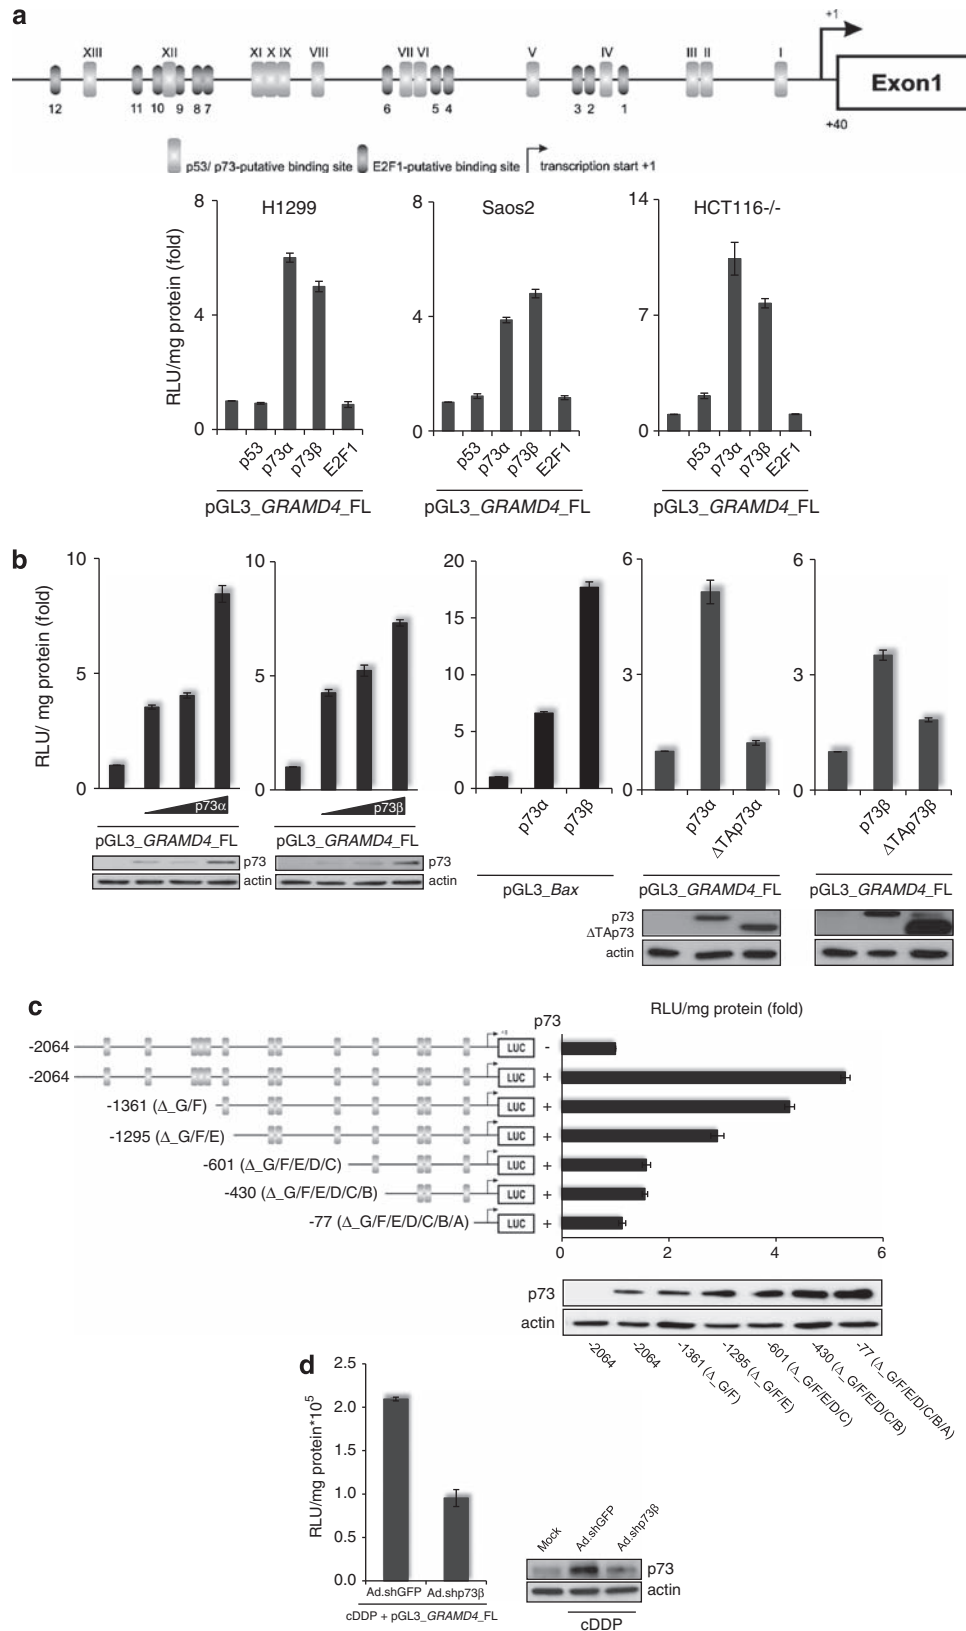 a
+1
XIII XII XI X IX VIII VII VI V IV III II I
Exon1
12 11 10 9 8 7 6 5 4 3 2 1
+40
p53/ p73-putative binding site E2F1-putative binding site transcription start +1
H1299
Saos2
HCT116-/-
RLU/mg protein (fold)
8
4
0
8
4
0
14
7
0
p53 p73α p73β E2F1
p53 p73α p73β E2F1
p53 p73α p73β E2F1
pGL3_GRAMD4_FL
pGL3_GRAMD4_FL
pGL3_GRAMD4_FL
b
RLU/ mg protein (fold)
10
5
0
10
5
0
20
15
10
5
0
6
3
0
6
3
0
p73α
p73β
p73α p73β
p73α ΔTAp73α
p73β ΔTAp73β
pGL3_GRAMD4_FL
pGL3_GRAMD4_FL
pGL3_Bax
pGL3_GRAMD4_FL
pGL3_GRAMD4_FL
p73
actin
p73
actin
p73
ΔTAp73
actin
c
RLU/mg protein (fold)
p73
+1
-2064 LUC -
-2064 LUC +
-1361 (Δ_G/F) LUC +
-1295 (Δ_G/F/E) LUC +
-601 (Δ_G/F/E/D/C) LUC +
-430 (Δ_G/F/E/D/C/B) LUC +
-77 (Δ_G/F/E/D/C/B/A) LUC +
0 2 4 6
p73
actin
-2064
-2064
-1361 (Δ_G/F)
-1295 (Δ_G/F/E)
-601 (Δ_G/F/E/D/C)
-430 (Δ_G/F/E/D/C/B)
-77 (Δ_G/F/E/D/C/B/A)
d
RLU/mg protein*10⁵
2.5
2.0
1.5
1.0
0.5
0.0
Ad.shGFP Ad.shp73β
cDDP + pGL3_GRAMD4_FL
Mock
Ad.shGFP
Ad.shp73β
p73
actin
cDDP